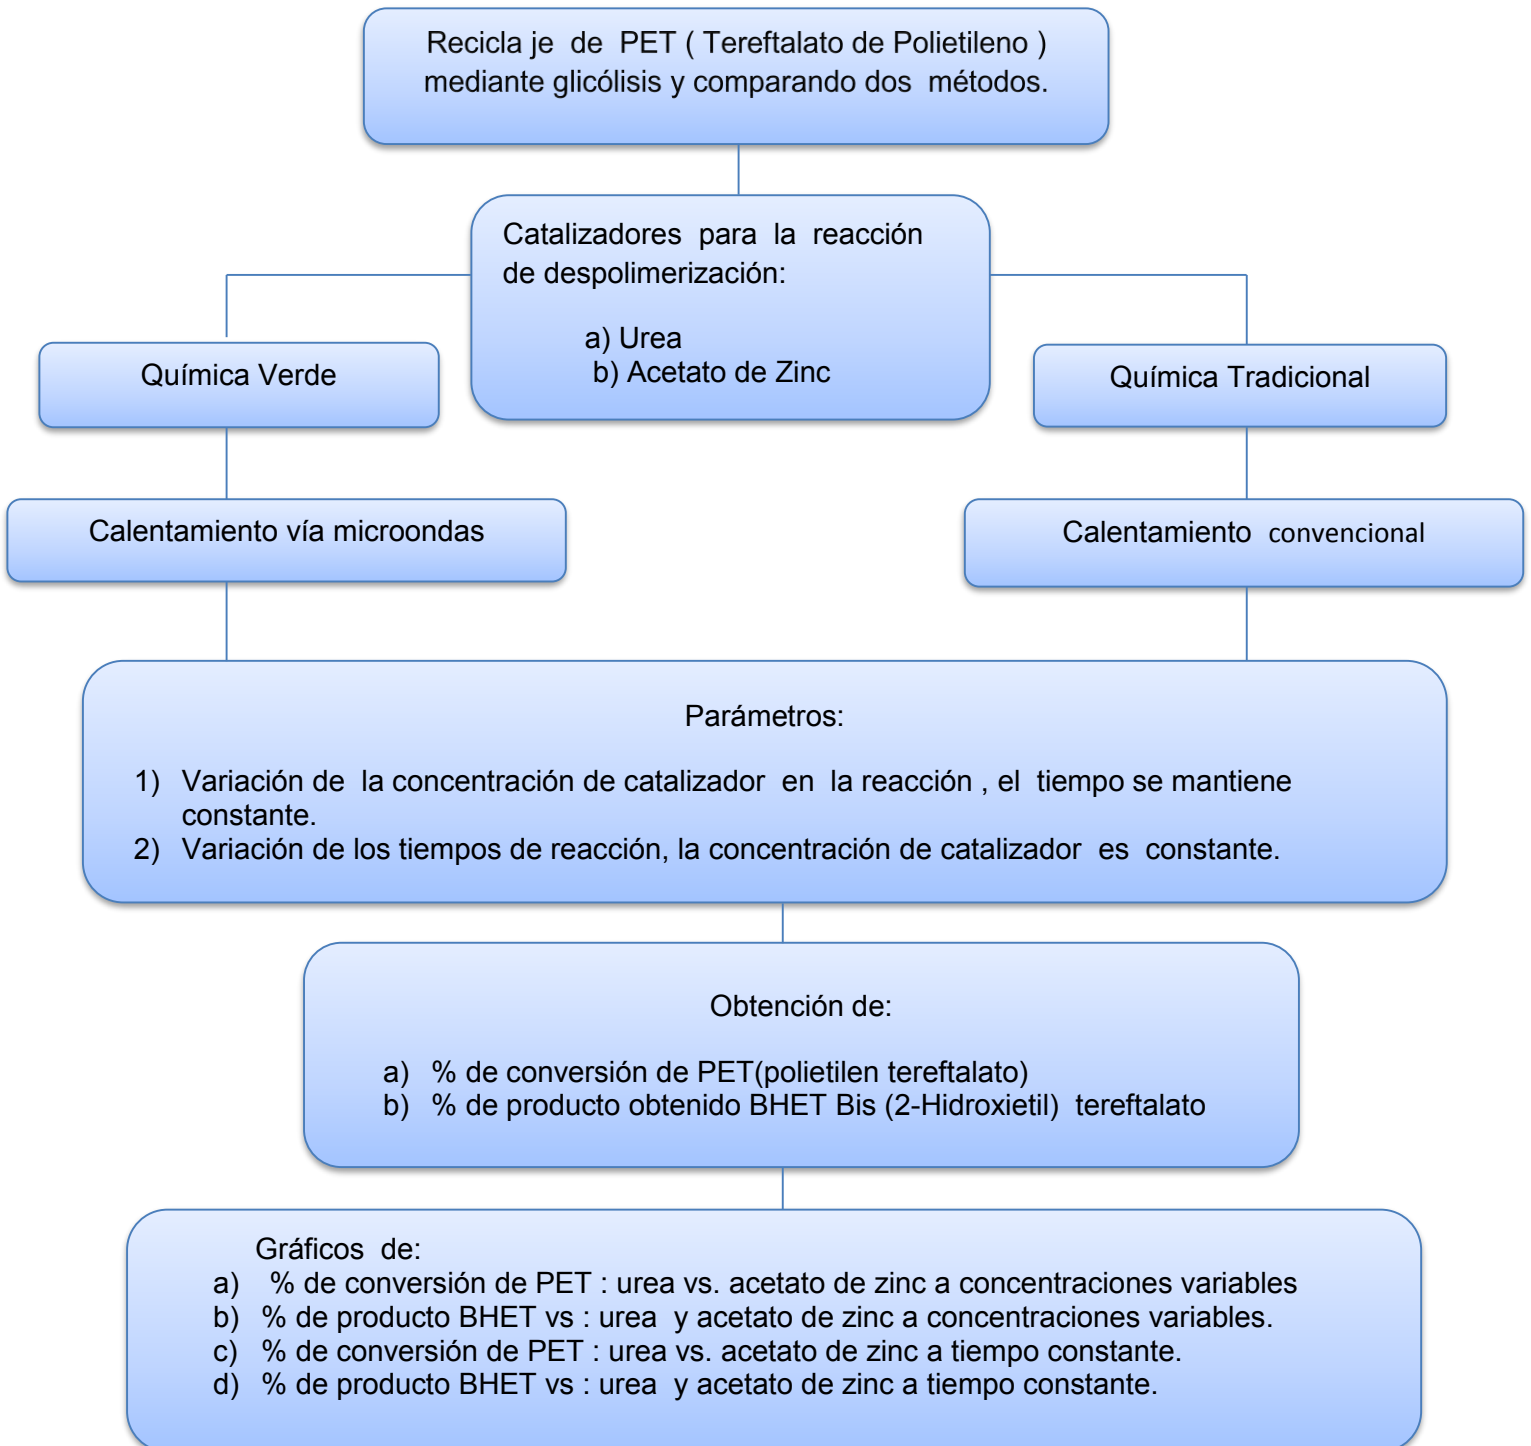 Recicla je de PET ( Tereftalato de Polietileno )
mediante glicólisis y comparando dos métodos.
Catalizadores para la reacción
de despolimerización:
a) Urea
b) Acetato de Zinc
Química Verde
Química Tradicional
Calentamiento vía microondas
Calentamiento convencional
Parámetros:
1) Variación de la concentración de catalizador en la reacción , el tiempo se mantiene
constante.
2) Variación de los tiempos de reacción, la concentración de catalizador es constante.
Obtención de:
a) % de conversión de PET(polietilen tereftalato)
b) % de producto obtenido BHET Bis (2-Hidroxietil) tereftalato
Gráficos de:
a) % de conversión de PET : urea vs. acetato de zinc a concentraciones variables
b) % de producto BHET vs : urea y acetato de zinc a concentraciones variables.
c) % de conversión de PET : urea vs. acetato de zinc a tiempo constante.
d) % de producto BHET vs : urea y acetato de zinc a tiempo constante.